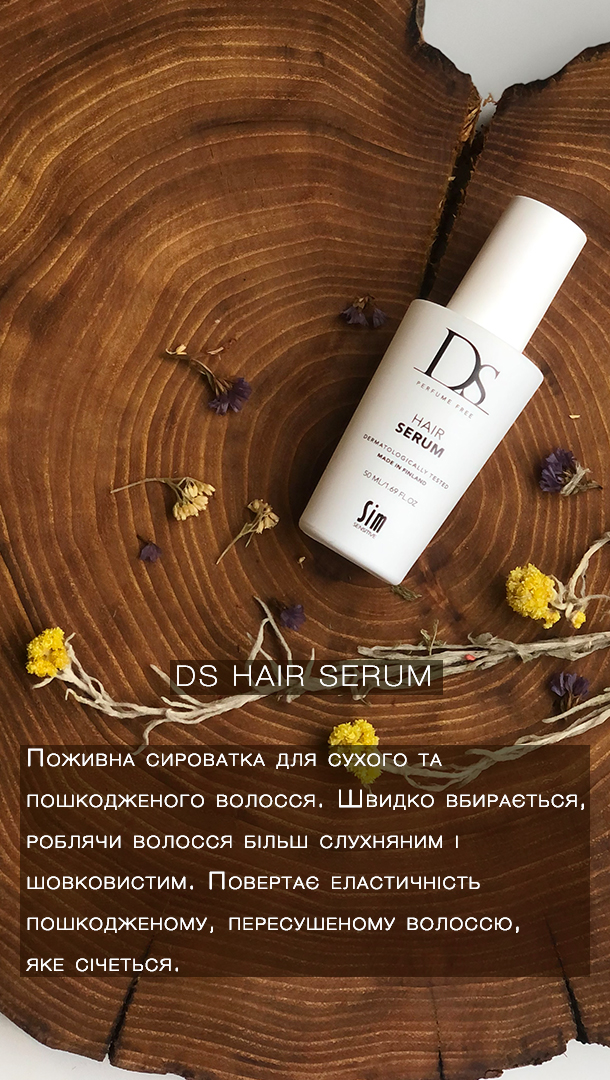 DS
PERFUME FREE
HAIR
SERUM
DERMATOLOGICALLY TESTED
MADE IN FINLAND
50 ML/1.69 FL.OZ
Sim
SENSITIVE
DS HAIR SERUM
Поживна сироватка для сухого та
пошкодженого волосся. Швидко вбирається,
роблячи волосся більш слухняним і
шовковистим. Повертає еластичність
пошкодженому, пересушеному волоссю,
яке січеться.